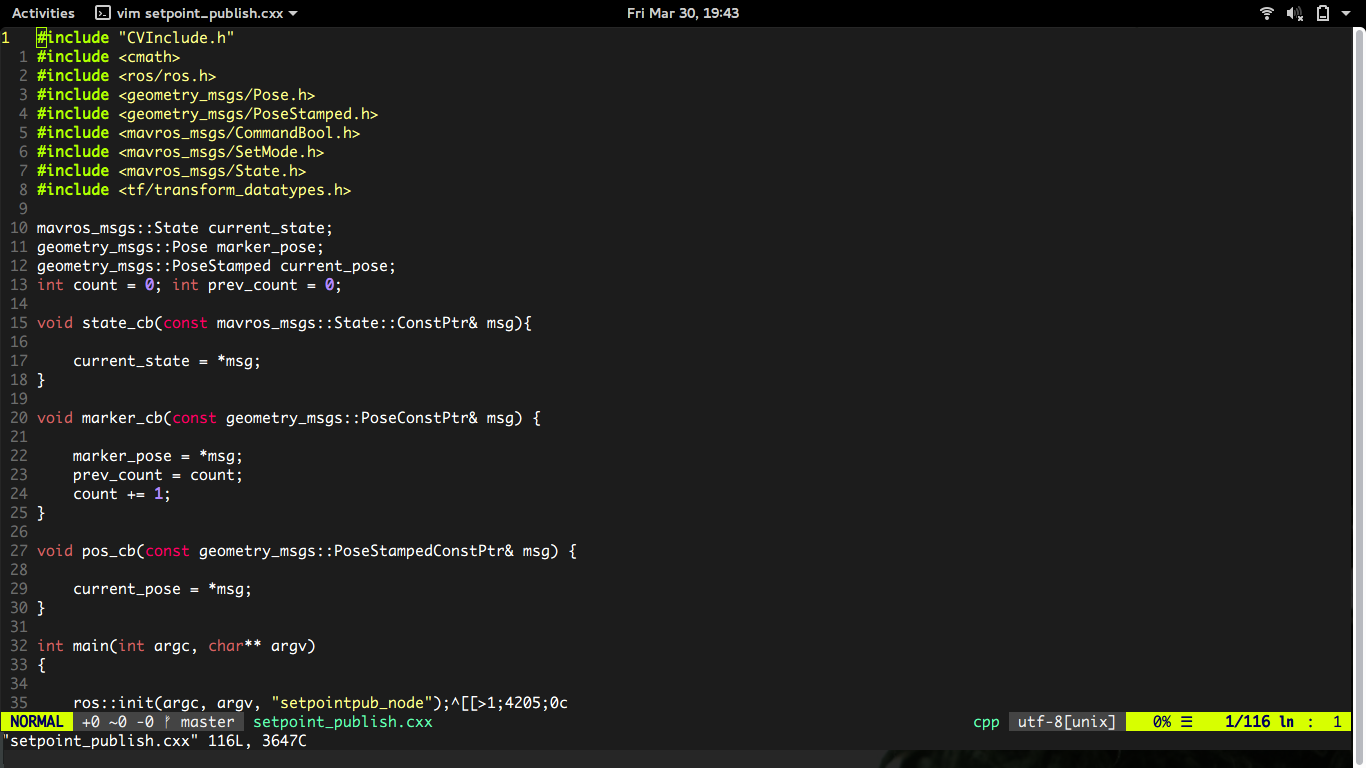 Activities vim setpoint_publish.cxx Fri Mar 30, 19:43
1 #include "CVInclude.h"
1 #include <cmath>
2 #include <ros/ros.h>
3 #include <geometry_msgs/Pose.h>
4 #include <geometry_msgs/PoseStamped.h>
5 #include <mavros_msgs/CommandBool.h>
6 #include <mavros_msgs/SetMode.h>
7 #include <mavros_msgs/State.h>
8 #include <tf/transform_datatypes.h>
9
10 mavros_msgs::State current_state;
11 geometry_msgs::Pose marker_pose;
12 geometry_msgs::PoseStamped current_pose;
13 int count = 0; int prev_count = 0;
14
15 void state_cb(const mavros_msgs::State::ConstPtr& msg){
16
17     current_state = *msg;
18 }
19
20 void marker_cb(const geometry_msgs::PoseConstPtr& msg) {
21
22     marker_pose = *msg;
23     prev_count = count;
24     count += 1;
25 }
26
27 void pos_cb(const geometry_msgs::PoseStampedConstPtr& msg) {
28
29     current_pose = *msg;
30 }
31
32 int main(int argc, char** argv)
33 {
34
35     ros::init(argc, argv, "setpointpub_node");^[[>1;4205;0c
NORMAL +0 ~0 -0 ᚠ master setpoint_publish.cxx cpp utf-8[unix] 0% ☰ 1/116 ln : 1
"setpoint_publish.cxx" 116L, 3647C